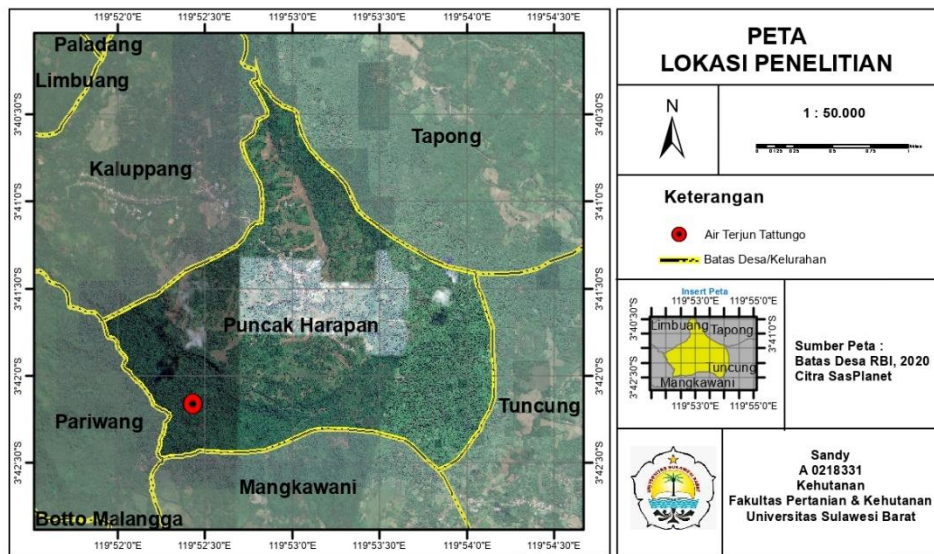 119°52'0"E 119°52'30"E 119°53'0"E 119°53'30"E 119°54'0"E 119°54'30"E
Paladang
Limbuang
Kaluppang
Tapong
Puncak Harapan
Pariwang
Tuncung
Mangkawani
Botto Malangga
3°40'30"S
3°41'0"S
3°41'30"S
3°42'0"S
3°42'30"S
3°40'30"S
3°41'0"S
3°41'30"S
3°42'0"S
3°42'30"S
119°52'0"E 119°52'30"E 119°53'0"E 119°53'30"E 119°54'0"E 119°54'30"E
PETA
LOKASI PENELITIAN
N
1 : 50.000
Keterangan
Air Terjun Tattungo
Batas Desa/Kelurahan
Insert Peta
119°53'0"E 119°55'0"E
3°40'30"S
3°42'30"S
3°41'0"S
3°42'30"S
Limbuang
Tapong
Tuncung
Mangkawani
119°53'0"E 119°55'0"E
Sumber Peta :
Batas Desa RBI, 2020
Citra SasPlanet
UNIVERSITAS SULAWESI BARAT
Sandy
A 0218331
Kehutanan
Fakultas Pertanian & Kehutanan
Universitas Sulawesi Barat